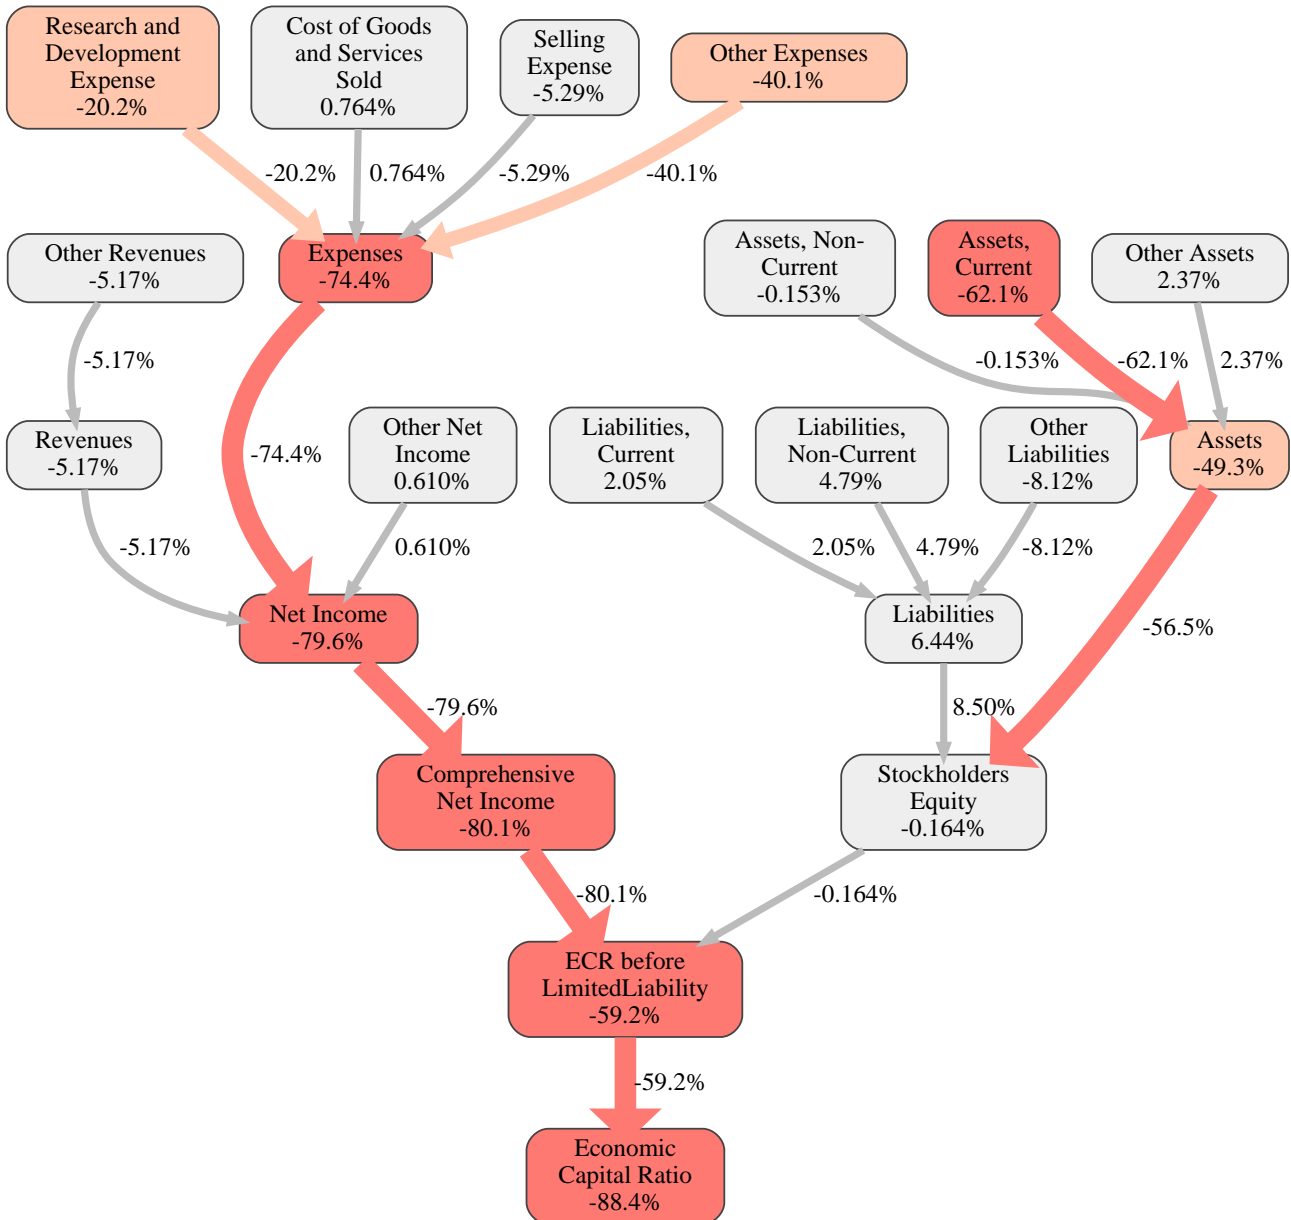 Research and
Development
Expense
-20.2%
Cost of Goods
and Services
Sold
0.764%
Selling
Expense
-5.29%
Other Expenses
-40.1%
-20.2%
0.764%
-5.29%
-40.1%
Other Revenues
-5.17%
Expenses
-74.4%
Assets, Non-
Current
-0.153%
Assets,
Current
-62.1%
Other Assets
2.37%
-5.17%
-0.153%
-62.1%
2.37%
Revenues
-5.17%
-74.4%
Other Net
Income
0.610%
Liabilities,
Current
2.05%
Liabilities,
Non-Current
4.79%
Other
Liabilities
-8.12%
Assets
-49.3%
-5.17%
0.610%
2.05%
4.79%
-8.12%
Net Income
-79.6%
Liabilities
6.44%
-56.5%
-79.6%
8.50%
Comprehensive
Net Income
-80.1%
Stockholders
Equity
-0.164%
-80.1%
-0.164%
ECR before
LimitedLiability
-59.2%
-59.2%
Economic
Capital Ratio
-88.4%